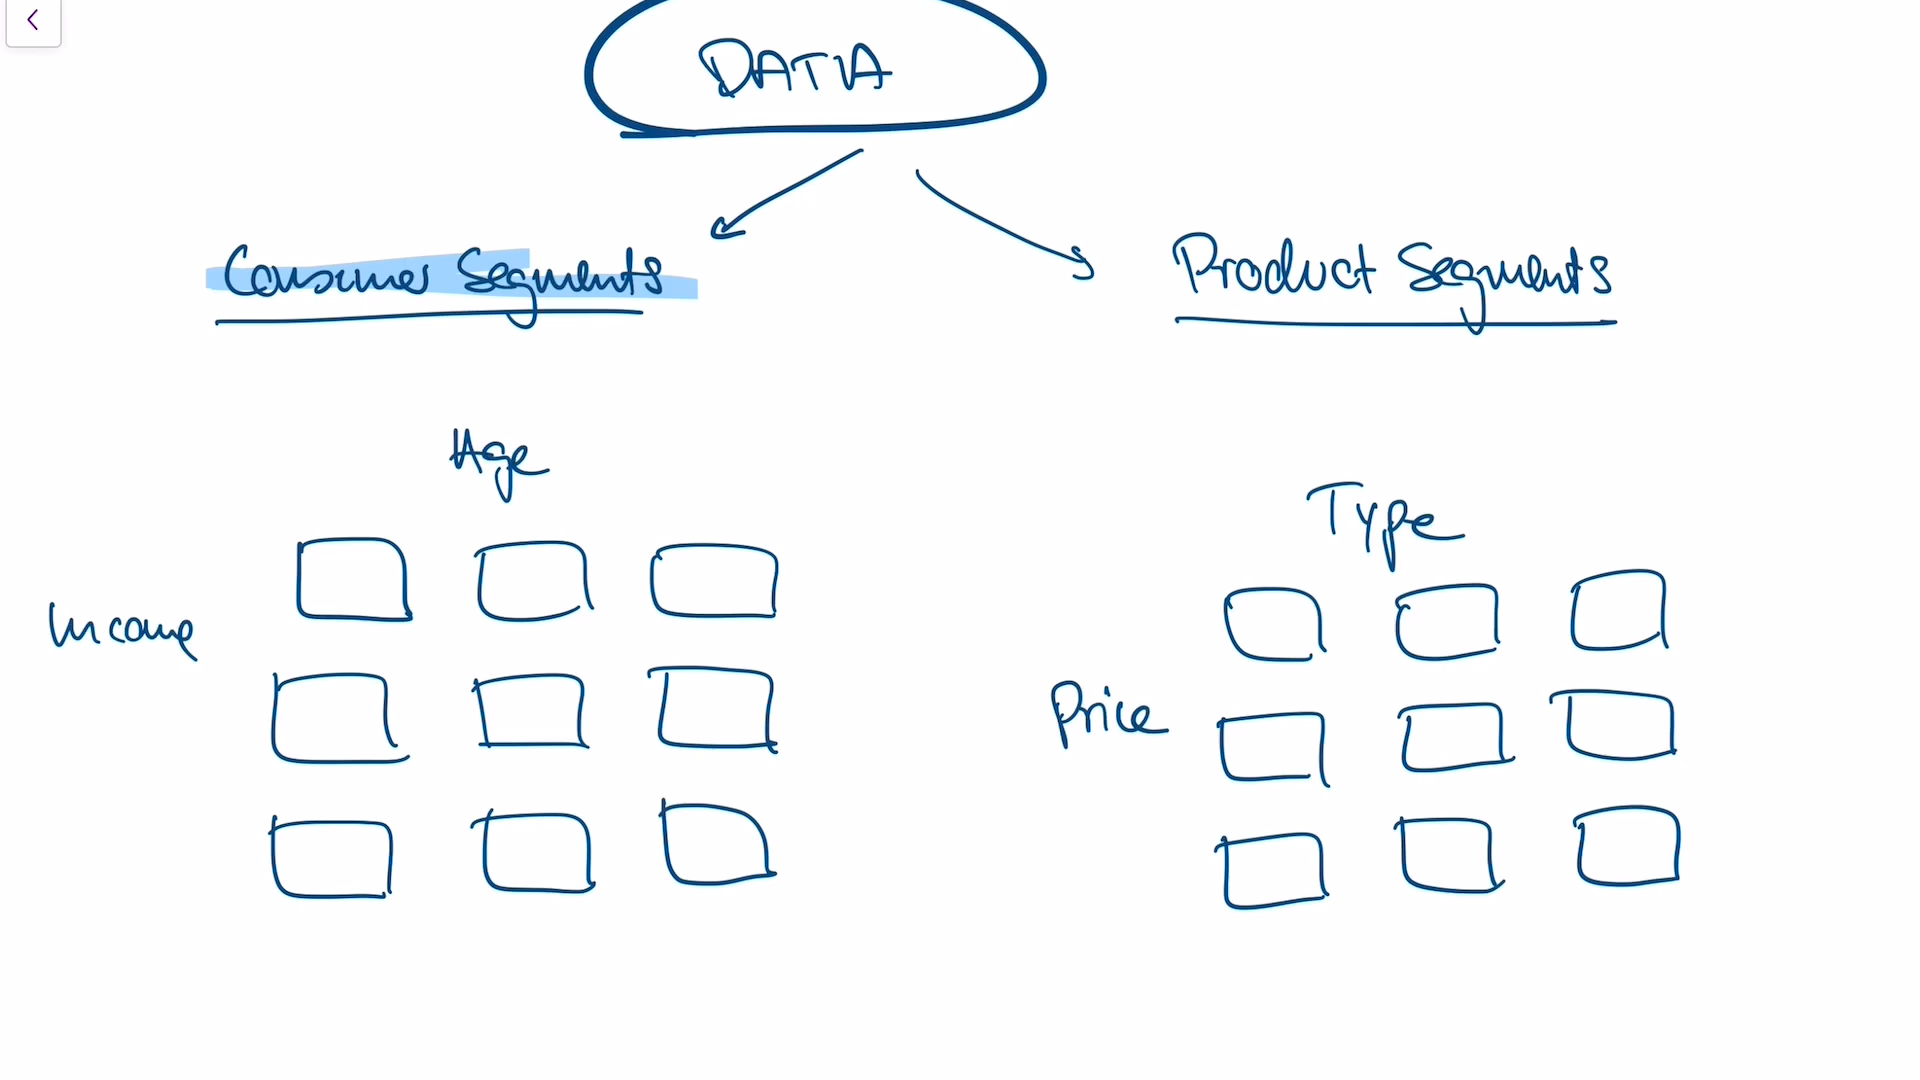 DATA
Consumer Segments
Product Segments
Age
Type
Income
Price